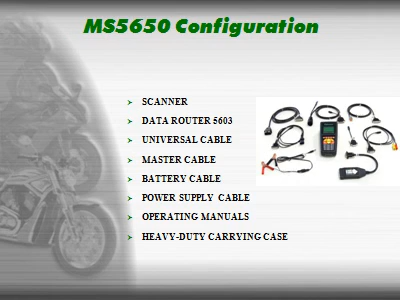 MS5650 Configuration
SCANNER
DATA ROUTER 5603
UNIVERSAL CABLE
MASTER CABLE
BATTERY CABLE
POWER SUPPLY CABLE
OPERATING MANUALS
HEAVY-DUTY CARRYING CASE